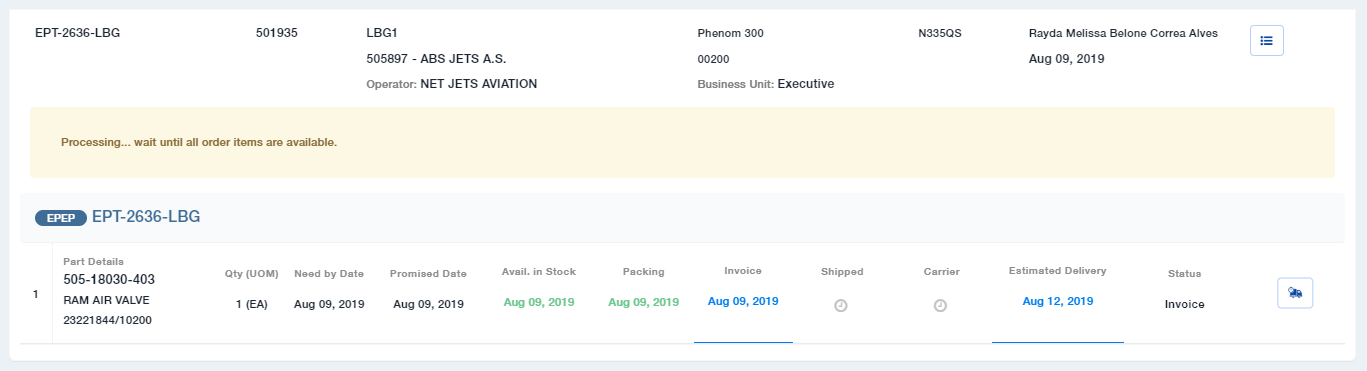 EPT-2636-LBG 501935 LBG1 Phenom 300 N335QS Rayda Melissa Belone Correa Alves
505897 - ABS JETS A.S. 00200 Aug 09, 2019
Operator: NET JETS AVIATION Business Unit: Executive
Processing... wait until all order items are available.
EPEP EPT-2636-LBG
Part Details Qty (UOM) Need by Date Promised Date Avail. in Stock Packing Invoice Shipped Carrier Estimated Delivery Status
505-18030-403
1 RAM AIR VALVE 1 (EA) Aug 09, 2019 Aug 09, 2019 Aug 09, 2019 Aug 09, 2019 Aug 09, 2019 Aug 12, 2019 Invoice
23221844/10200